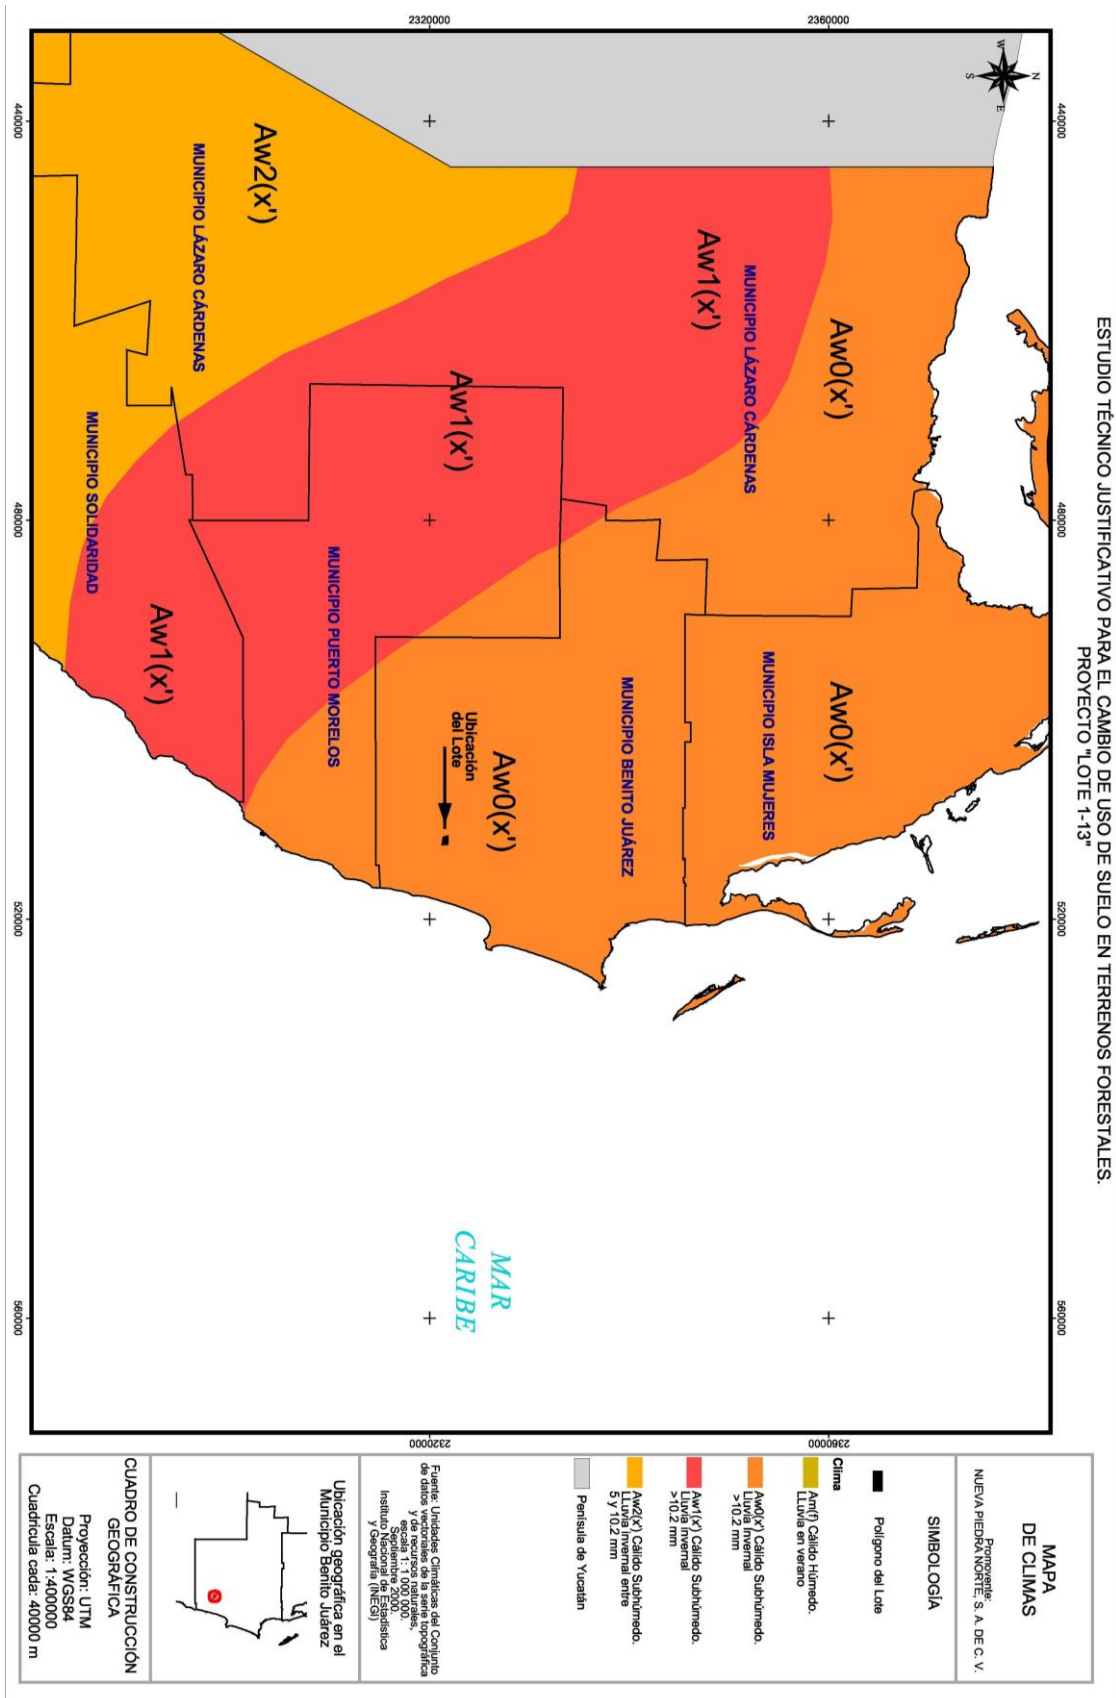 ESTUDIO TÉCNICO JUSTIFICATIVO PARA EL CAMBIO DE USO DE SUELO EN TERRENOS FORESTALES.
PROYECTO "LOTE 1-13"
440000
480000
520000
560000
2360000
2320000
2360000
2320000
440000
480000
520000
560000
N
W
E
S
Aw0(x')
MUNICIPIO LÁZARO CÁRDENAS
Aw1(x')
Aw0(x')
MUNICIPIO ISLA MUJERES
MUNICIPIO BENITO JUÁREZ
Aw0(x')
Ubicación
del Lote
Aw1(x')
MUNICIPIO PUERTO MORELOS
Aw2(x')
MUNICIPIO LÁZARO CÁRDENAS
Aw1(x')
MUNICIPIO SOLIDARIDAD
MAR
CARIBE
MAPA
DE CLIMAS
Promovente:
NUEVA PIEDRA NORTE, S. A. DE C. V.
SIMBOLOGÍA
Polígono del Lote
Clima
Am(f) Cálido Húmedo.
LLuvia en verano
Aw0(x') Cálido Subhúmedo.
Lluvia Invernal
>10.2 mm
Aw1(x') Cálido Subhúmedo.
Lluvia Invernal
>10.2 mm
Aw2(x') Cálido Subhúmedo.
LLuvia Invernal entre
5 y 10.2 mm
Península de Yucatán
Fuente: Unidades Climáticas del Conjunto
de datos vectoriales de la serie topográfica
y de recursos naturales,
escala 1: 1 000 000.
Septiembre 2000.
Instituto Nacional de Estadística
y Geografía (INEGI)
Ubicación geográfica en el
Municipio Benito Juárez
CUADRO DE CONSTRUCCIÓN
GEOGRÁFICA
Proyección: UTM
Datum: WGS84
Escala: 1:400000
Cuadrícula cada: 40000 m